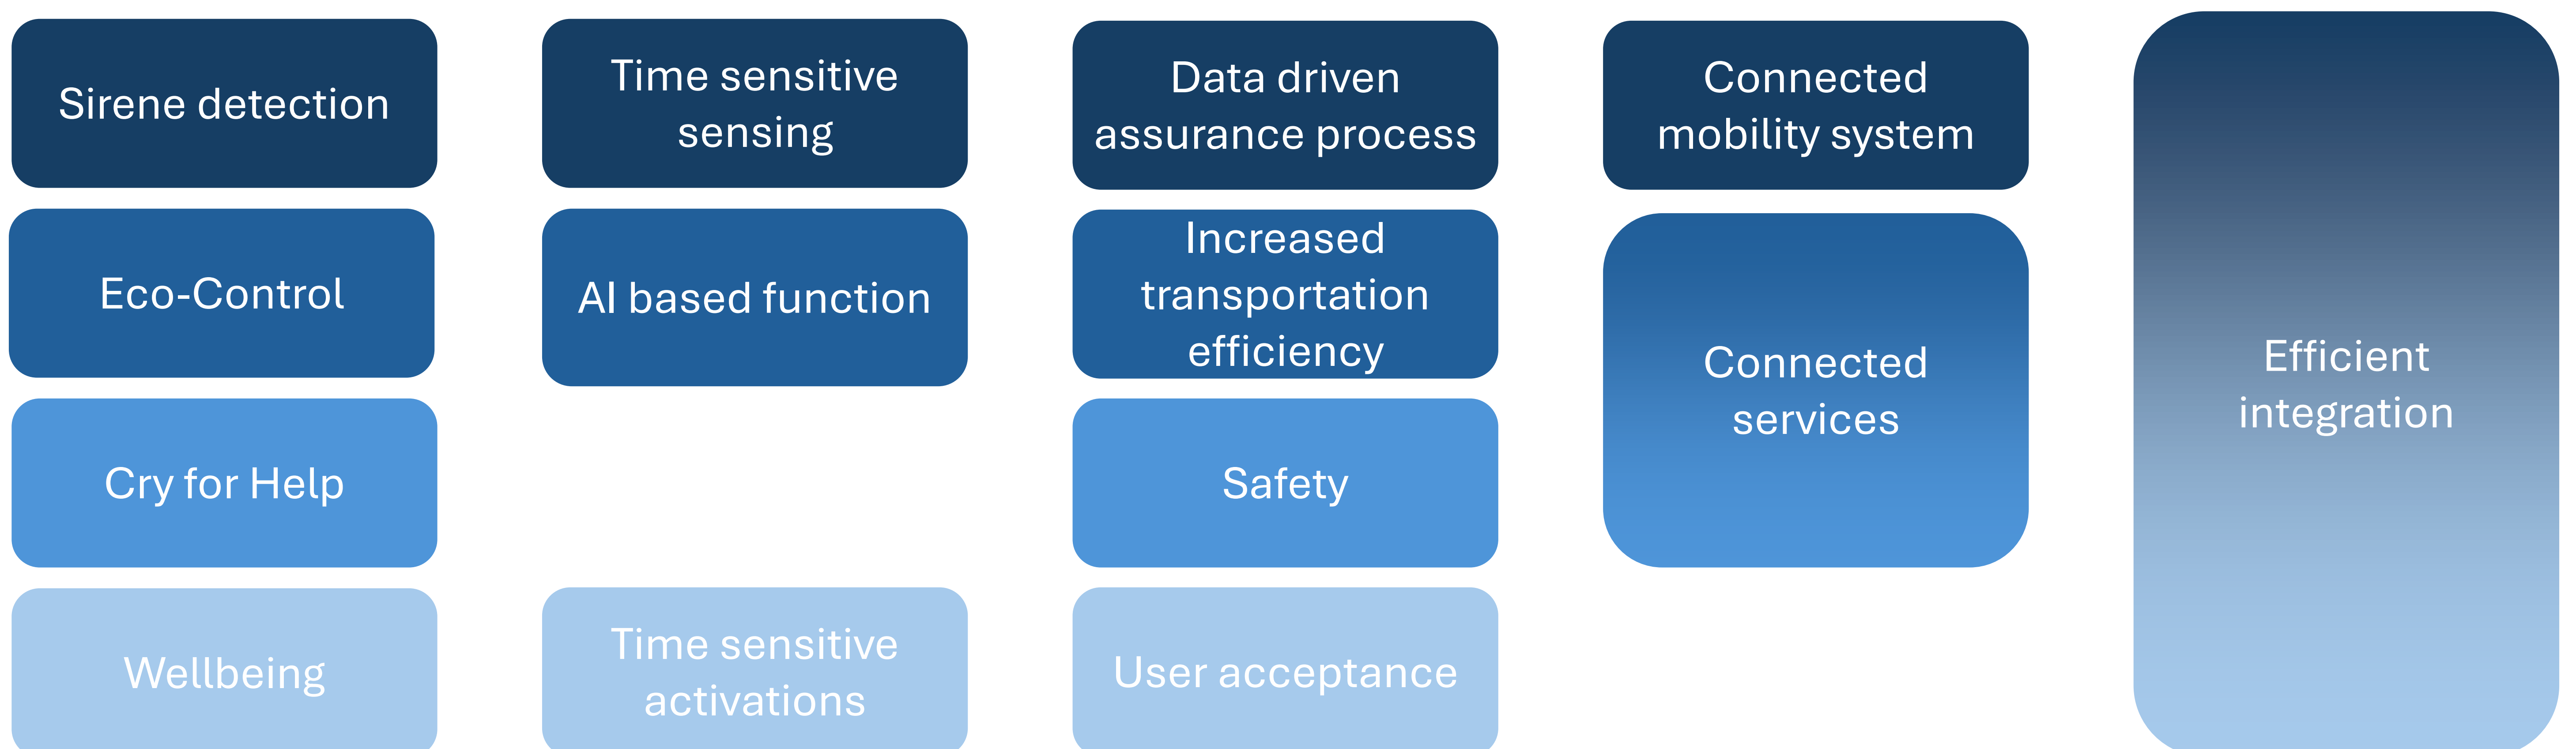 Sirene detection
Time sensitive
sensing
Data driven
assurance process
Connected
mobility system
Eco-Control
AI based function
Increased
transportation
efficiency
Connected
services
Efficient
integration
Cry for Help
Safety
Wellbeing
Time sensitive
activations
User acceptance